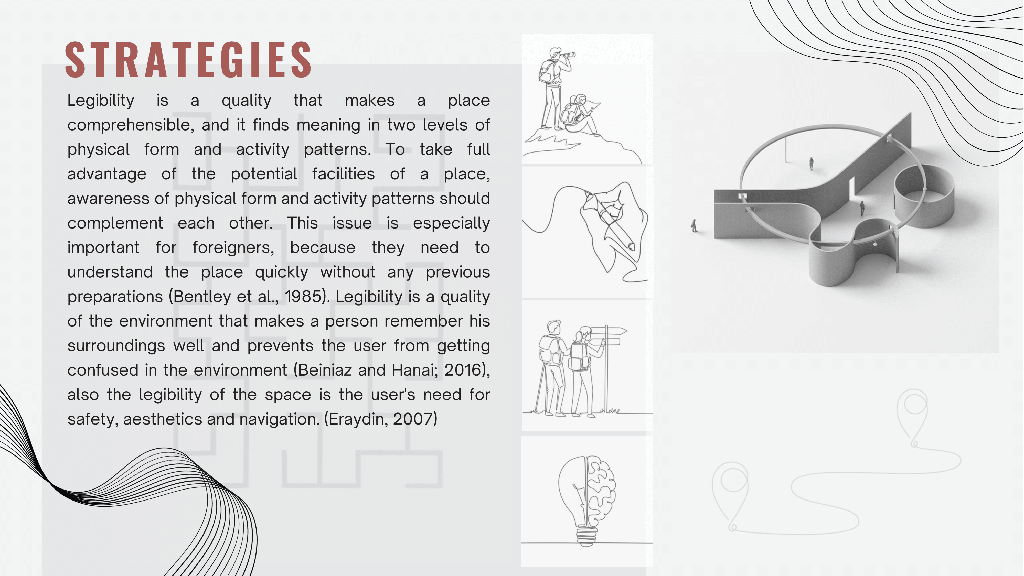 STRATEGIES
Legibility is a quality that makes a place
comprehensible, and it finds meaning in two levels of
physical form and activity patterns. To take full
advantage of the potential facilities of a place,
awareness of physical form and activity patterns should
complement each other. This issue is especially
important for foreigners, because they need to
understand the place quickly without any previous
preparations (Bentley et al., 1985). Legibility is a quality
of the environment that makes a person remember his
surroundings well and prevents the user from getting
confused in the environment (Beiniaz and Hanai; 2016),
also the legibility of the space is the user's need for
safety, aesthetics and navigation. (Eraydin, 2007)